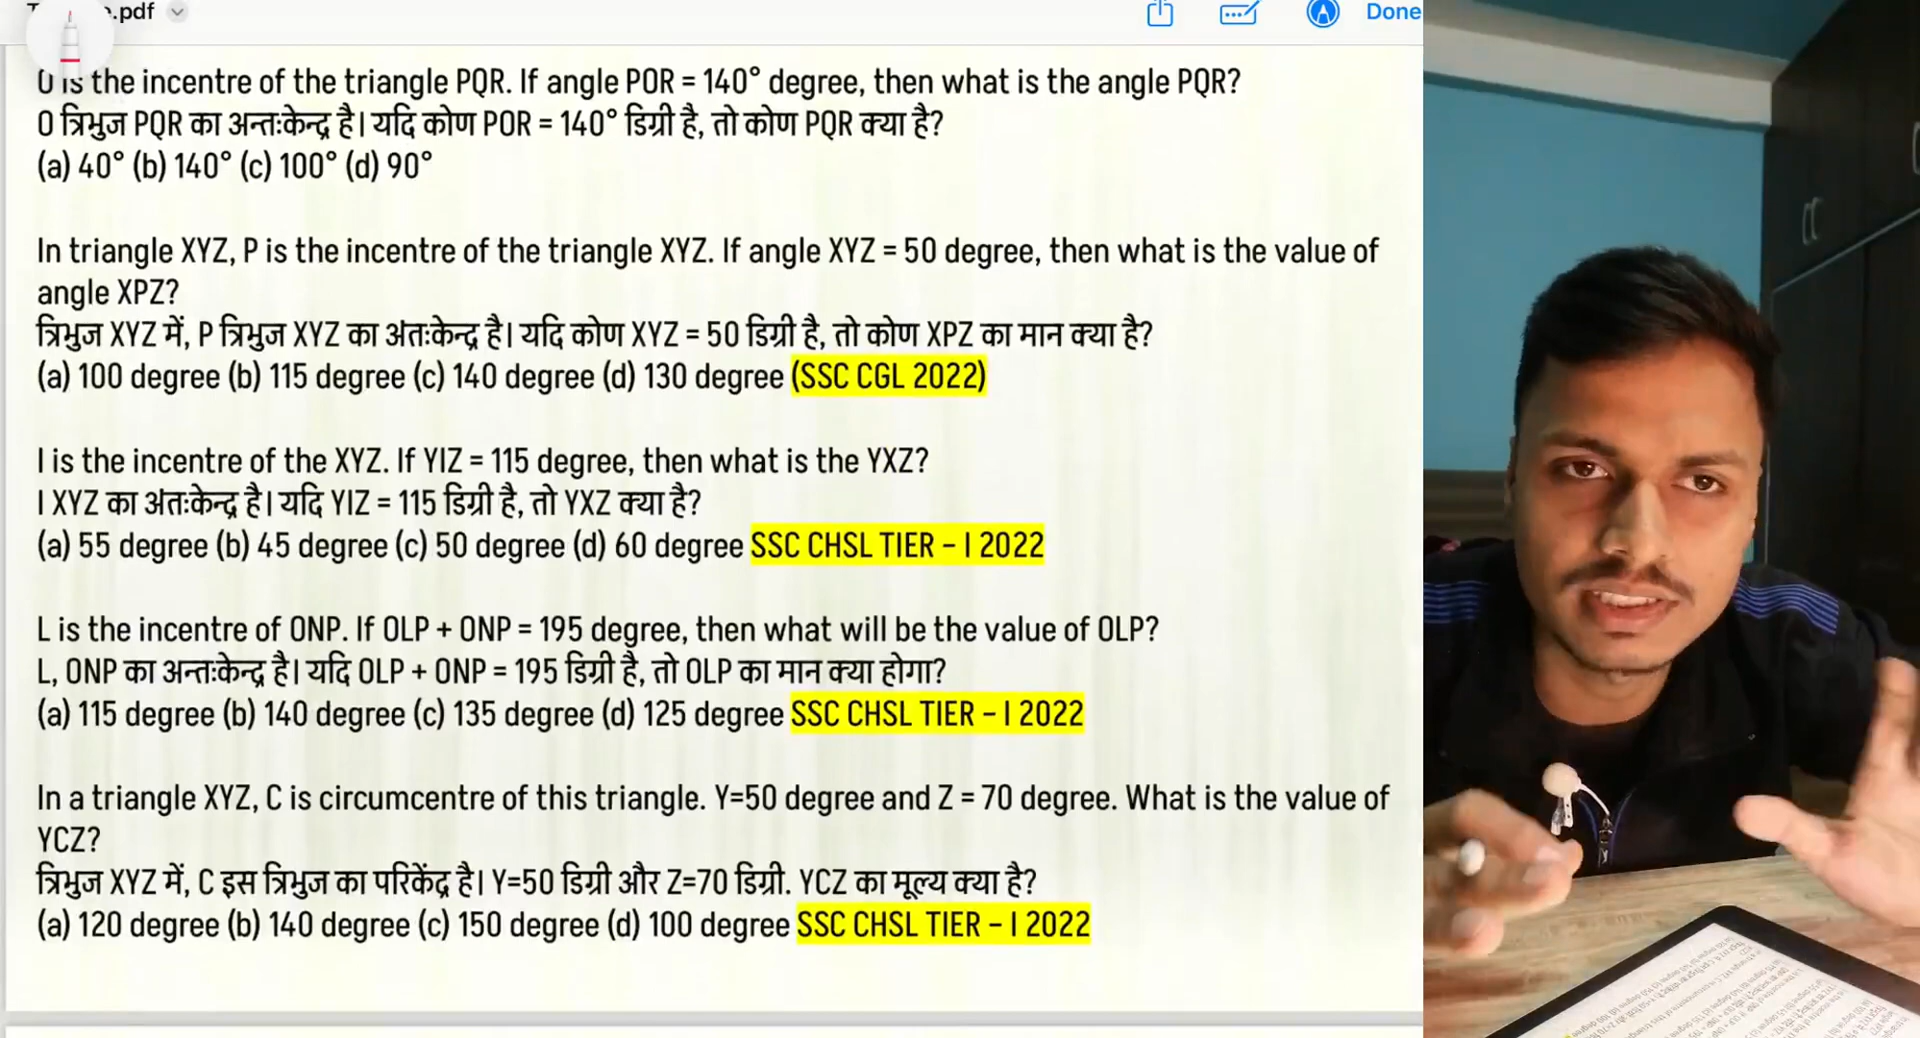 .pdf
Done
O is the incentre of the triangle PQR. If angle POR = 140° degree, then what is the angle PQR?
O त्रिभुज PQR का अन्तःकेन्द्र है। यदि कोण POR = 140° डिग्री है, तो कोण PQR क्या है?
(a) 40° (b) 140° (c) 100° (d) 90°
In triangle XYZ, P is the incentre of the triangle XYZ. If angle XYZ = 50 degree, then what is the value of
angle XPZ?
त्रिभुज XYZ में, P त्रिभुज XYZ का अंतःकेन्द्र है। यदि कोण XYZ = 50 डिग्री है, तो कोण XPZ का मान क्या है?
(a) 100 degree (b) 115 degree (c) 140 degree (d) 130 degree (SSC CGL 2022)
I is the incentre of the XYZ. If YIZ = 115 degree, then what is the YXZ?
I XYZ का अंतःकेन्द्र है। यदि YIZ = 115 डिग्री है, तो YXZ क्या है?
(a) 55 degree (b) 45 degree (c) 50 degree (d) 60 degree SSC CHSL TIER – I 2022
L is the incentre of ONP. If OLP + ONP = 195 degree, then what will be the value of OLP?
L, ONP का अन्तःकेन्द्र है। यदि OLP + ONP = 195 डिग्री है, तो OLP का मान क्या होगा?
(a) 115 degree (b) 140 degree (c) 135 degree (d) 125 degree SSC CHSL TIER – I 2022
In a triangle XYZ, C is circumcentre of this triangle. Y=50 degree and Z = 70 degree. What is the value of
YCZ?
त्रिभुज XYZ में, C इस त्रिभुज का परिकेंद्र है। Y=50 डिग्री और Z=70 डिग्री. YCZ का मूल्य क्या है?
(a) 120 degree (b) 140 degree (c) 150 degree (d) 100 degree SSC CHSL TIER – I 2022